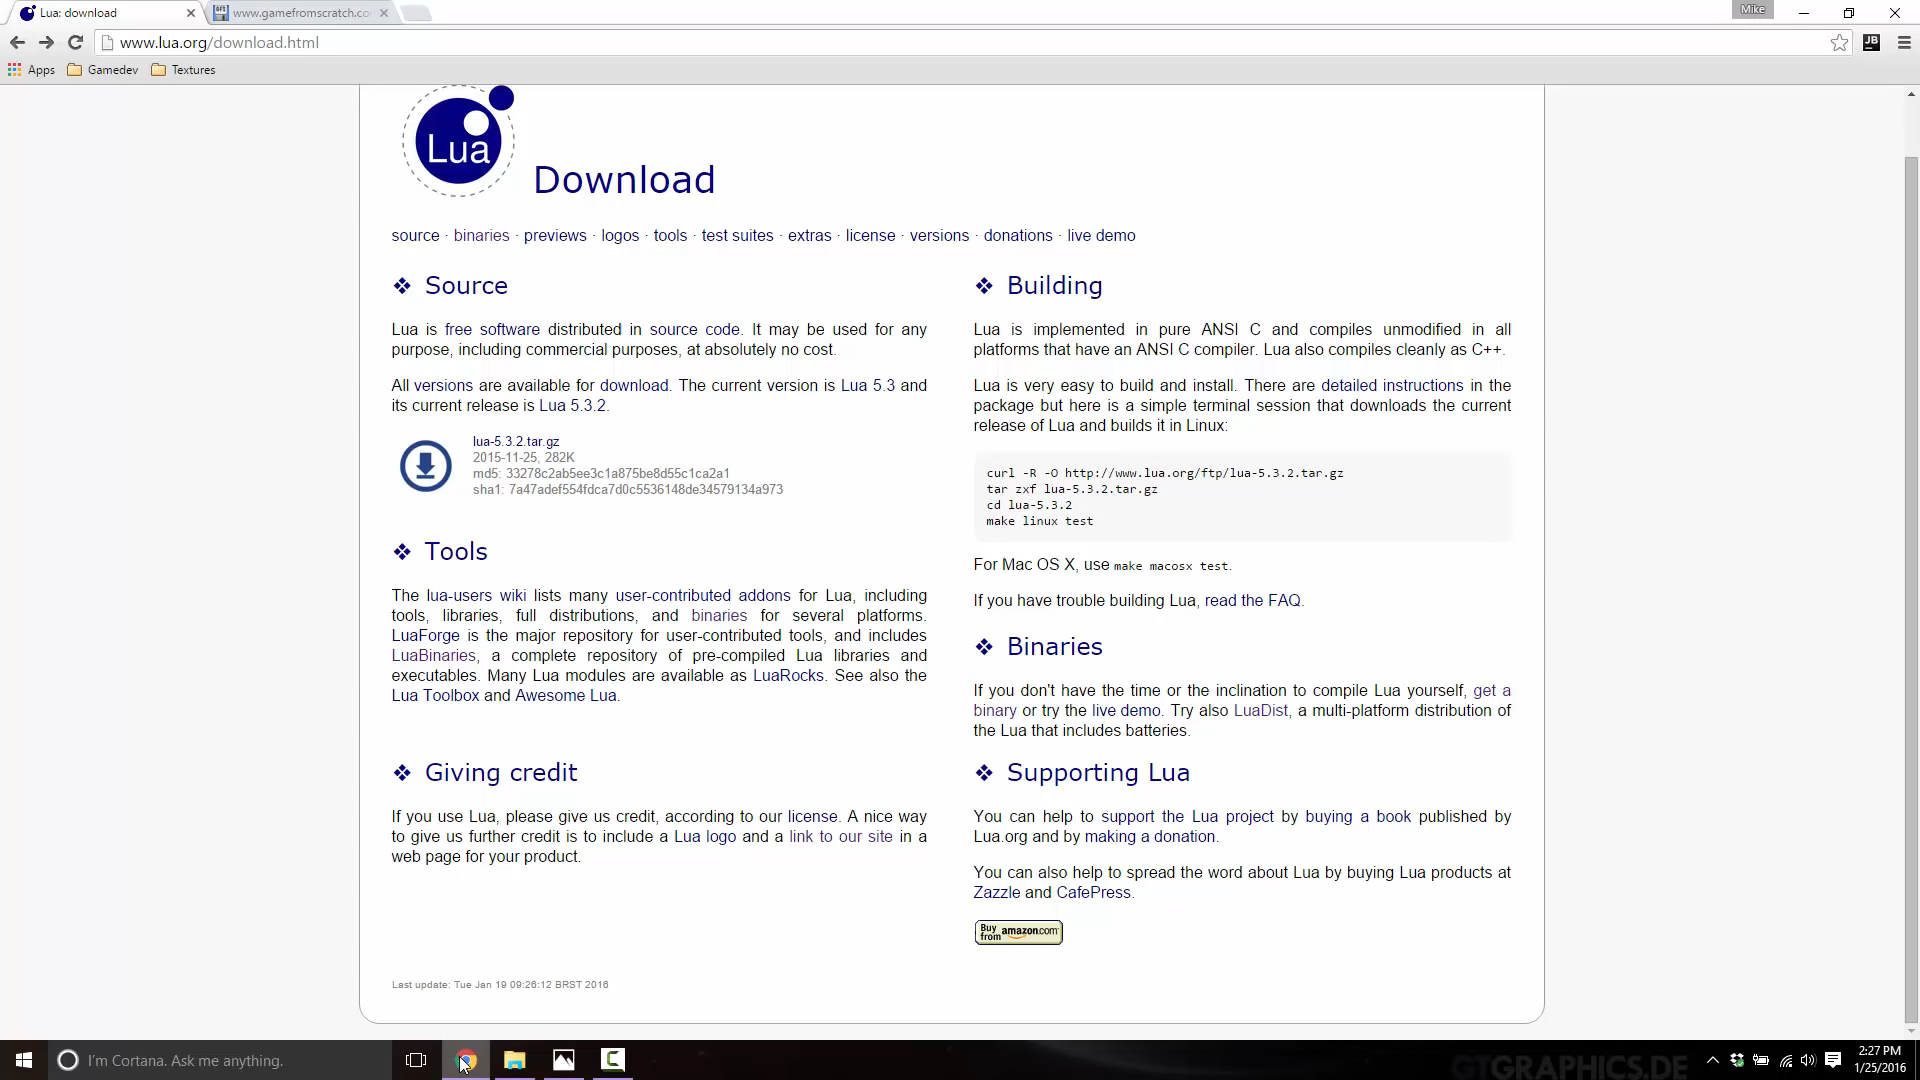 Lua: download
www.gamefromscratch.co
Mike
www.lua.org/download.html
JB
Apps
Gamedev
Textures
Lua
Download
source · binaries · previews · logos · tools · test suites · extras · license · versions · donations · live demo
Source
Lua is free software distributed in source code. It may be used for any
purpose, including commercial purposes, at absolutely no cost.
All versions are available for download. The current version is Lua 5.3 and
its current release is Lua 5.3.2.
lua-5.3.2.tar.gz
2015-11-25, 282K
md5: 33278c2ab5ee3c1a875be8d55c1ca2a1
sha1: 7a47adef554fdca7d0c5536148de34579134a973
Tools
The lua-users wiki lists many user-contributed addons for Lua, including
tools, libraries, full distributions, and binaries for several platforms.
LuaForge is the major repository for user-contributed tools, and includes
LuaBinaries, a complete repository of pre-compiled Lua libraries and
executables. Many Lua modules are available as LuaRocks. See also the
Lua Toolbox and Awesome Lua.
Giving credit
If you use Lua, please give us credit, according to our license. A nice way
to give us further credit is to include a Lua logo and a link to our site in a
web page for your product.
Building
Lua is implemented in pure ANSI C and compiles unmodified in all
platforms that have an ANSI C compiler. Lua also compiles cleanly as C++.
Lua is very easy to build and install. There are detailed instructions in the
package but here is a simple terminal session that downloads the current
release of Lua and builds it in Linux:
curl -R -O http://www.lua.org/ftp/lua-5.3.2.tar.gz
tar zxf lua-5.3.2.tar.gz
cd lua-5.3.2
make linux test
For Mac OS X, use make macosx test.
If you have trouble building Lua, read the FAQ.
Binaries
If you don't have the time or the inclination to compile Lua yourself, get a
binary or try the live demo. Try also LuaDist, a multi-platform distribution of
the Lua that includes batteries.
Supporting Lua
You can help to support the Lua project by buying a book published by
Lua.org and by making a donation.
You can also help to spread the word about Lua by buying Lua products at
Zazzle and CafePress.
Buy
from amazon.com
Last update: Tue Jan 19 09:26:12 BRST 2016
I'm Cortana. Ask me anything.
GTGRAPHICS.DE
2:27 PM
1/25/2016